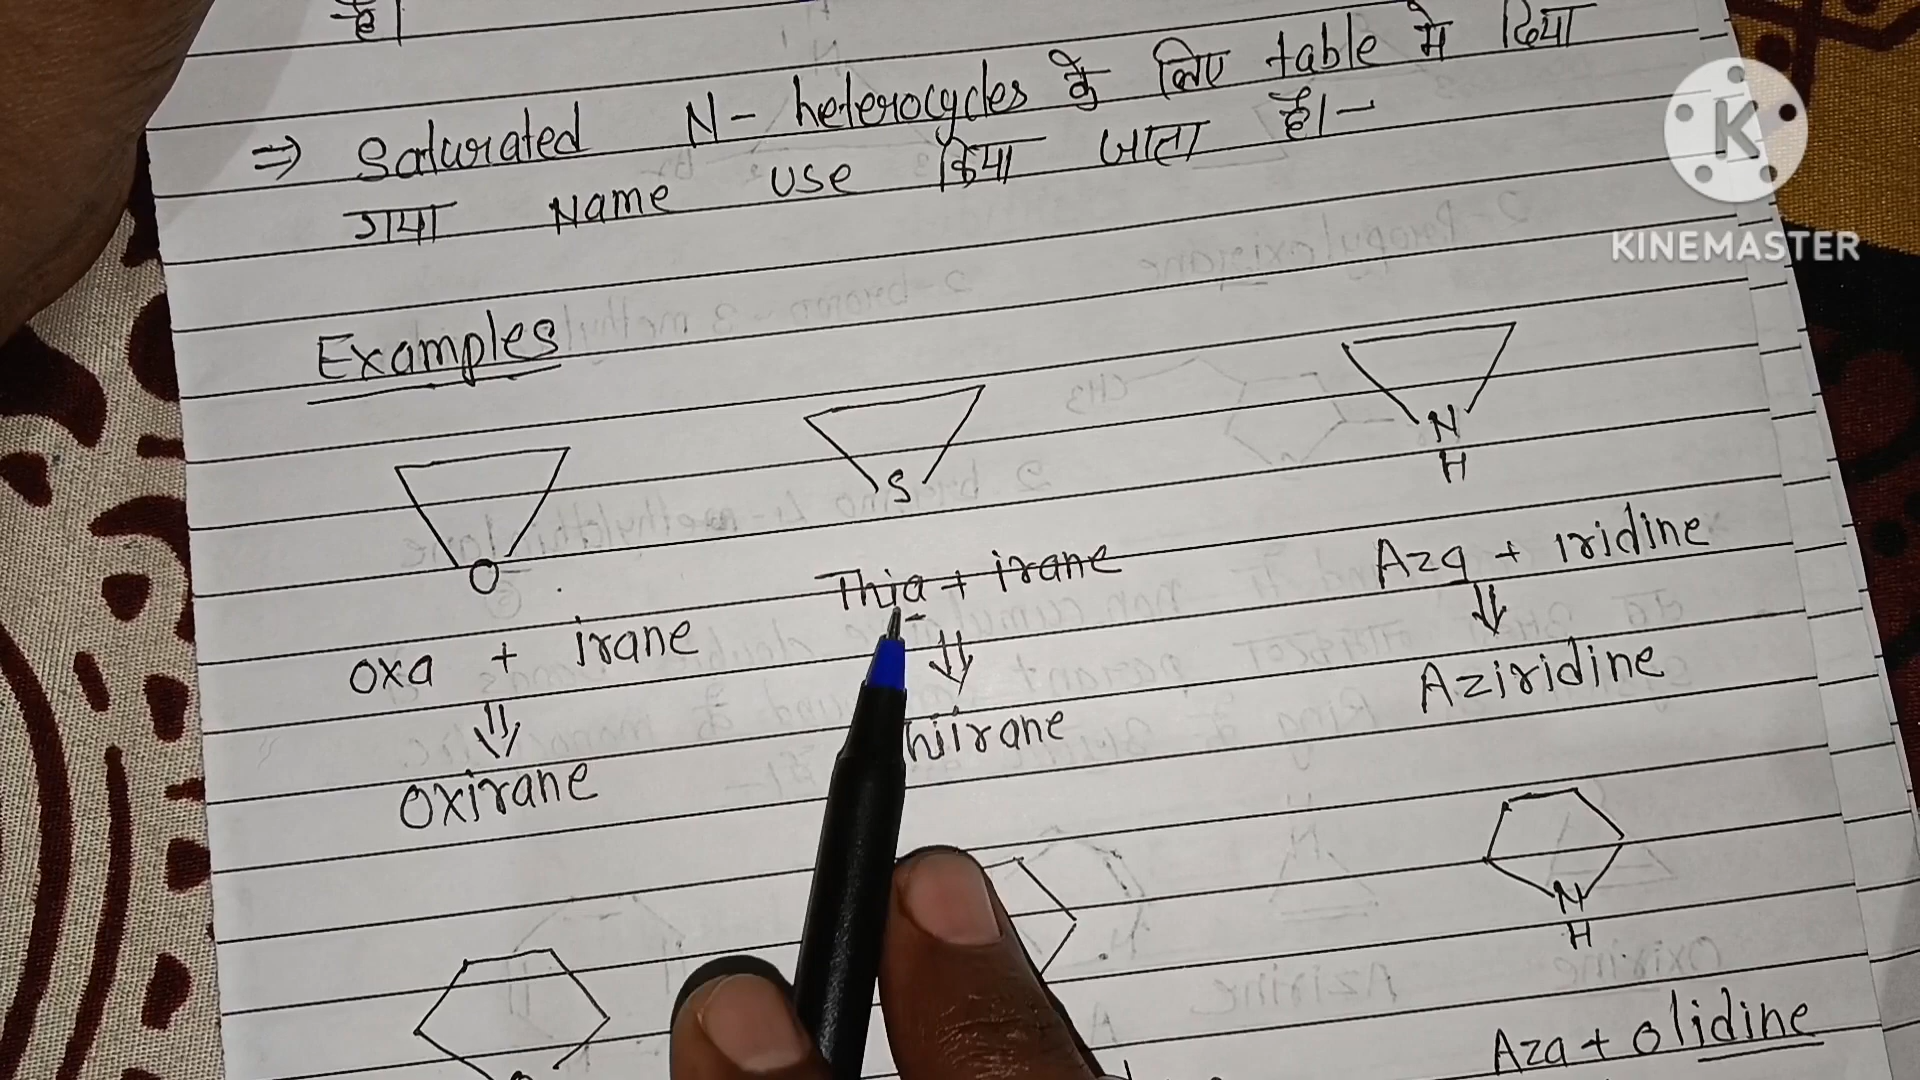 है।
⇒ Saturated N- heterocycles के लिए table मे दिया
गया Name use किया जाता है।-
K
KINEMASTER
Examples
O
S
N
H
oxa + irane
Thia + irane
Aza + iridine
⇓
⇓
⇓
Oxirane
hiirane
Aziridine
N
H
Aza + olidine